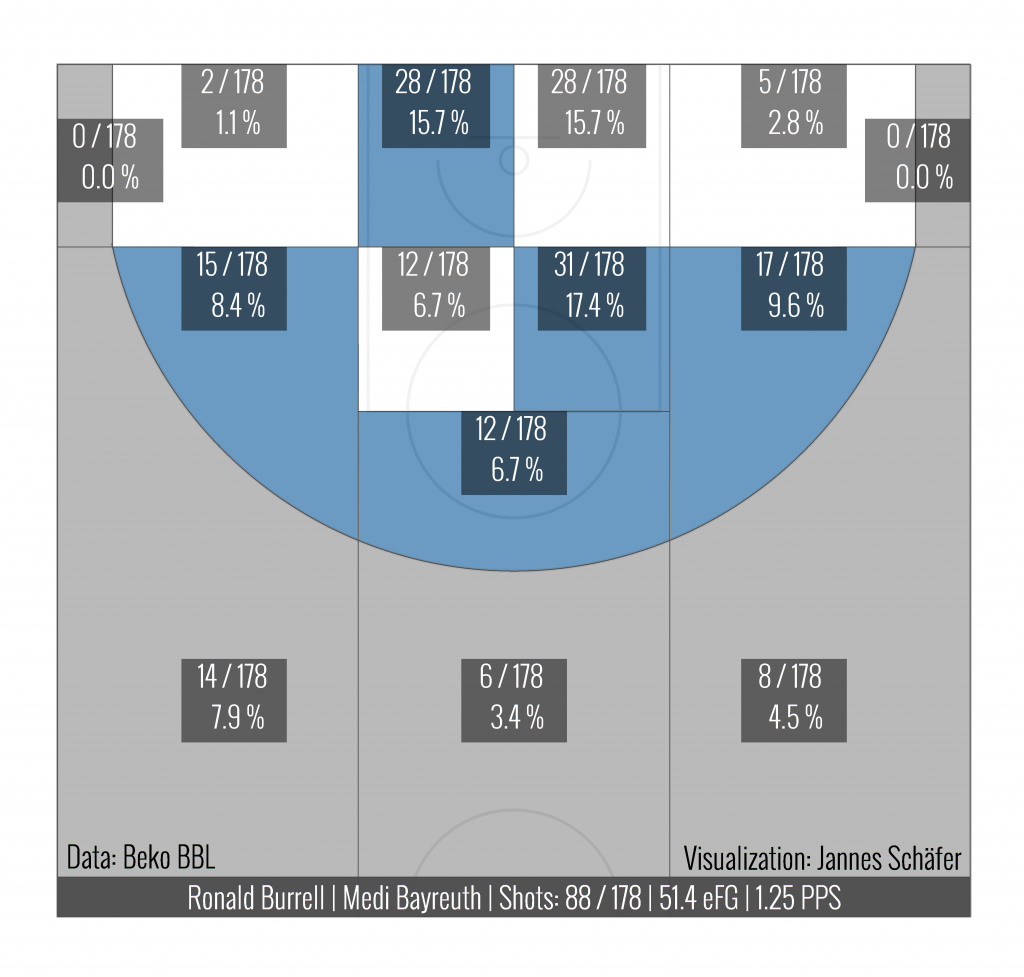 2 / 178
1.1 %
28 / 178
15.7 %
28 / 178
15.7 %
5 / 178
2.8 %
0 / 178
0.0 %
0 / 178
0.0 %
15 / 178
8.4 %
12 / 178
6.7 %
31 / 178
17.4 %
17 / 178
9.6 %
12 / 178
6.7 %
14 / 178
7.9 %
6 / 178
3.4 %
8 / 178
4.5 %
Data: Beko BBL
Visualization: Jannes Schäfer
Ronald Burrell | Medi Bayreuth | Shots: 88 / 178 | 51.4 eFG | 1.25 PPS